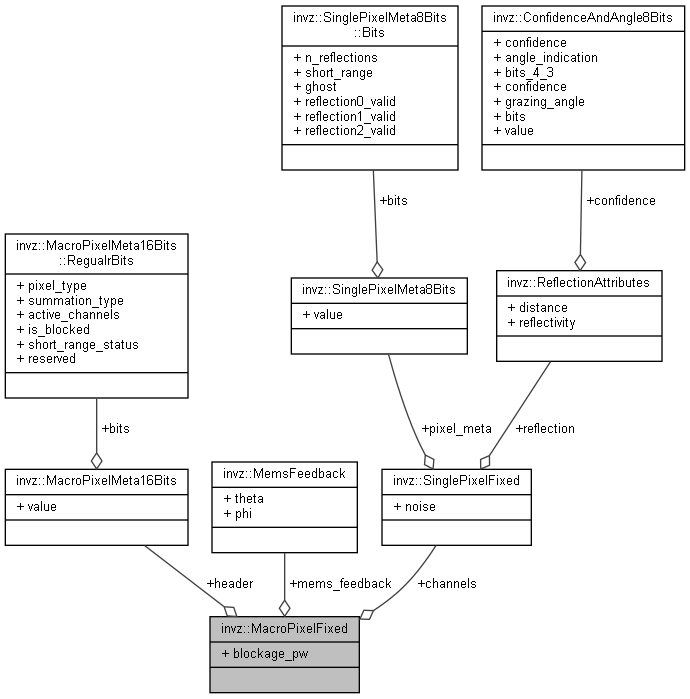 invz::SinglePixelMeta8Bits
::Bits
+ n_reflections
+ short_range
+ ghost
+ reflection0_valid
+ reflection1_valid
+ reflection2_valid
invz::ConfidenceAndAngle8Bits
+ confidence
+ angle_indication
+ bits_4_3
+ confidence
+ grazing_angle
+ bits
+ value
+bits
+confidence
invz::MacroPixelMeta16Bits
::RegualrBits
+ pixel_type
+ summation_type
+ active_channels
+ is_blocked
+ short_range_status
+ reserved
invz::SinglePixelMeta8Bits
+ value
invz::ReflectionAttributes
+ distance
+ reflectivity
+bits
+pixel_meta
+reflection
invz::MacroPixelMeta16Bits
+ value
invz::MemsFeedback
+ theta
+ phi
invz::SinglePixelFixed
+ noise
+header
+mems_feedback
+channels
invz::MacroPixelFixed
+ blockage_pw